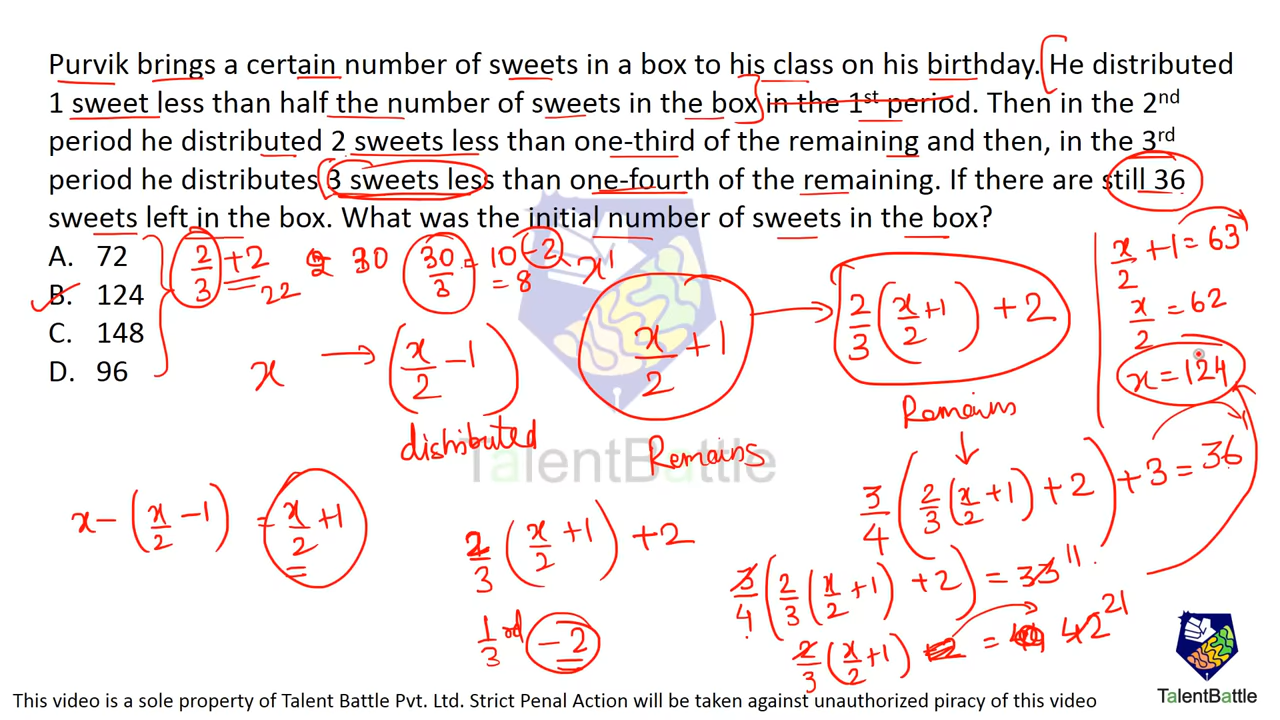 Purvik brings a certain number of sweets in a box to his class on his birthday. He distributed
1 sweet less than half the number of sweets in the box in the 1st period. Then in the 2nd
period he distributed 2 sweets less than one-third of the remaining and then, in the 3rd
period he distributes 3 sweets less than one-fourth of the remaining. If there are still 36
sweets left in the box. What was the initial number of sweets in the box?
A. 72
B. 124
C. 148
D. 96
2/3 +2
22
30
30/3 = 10 - 2
= 8
x
x → (x/2 - 1)
distributed
x/2 + 1
Remains
→ 2/3 (x/2 + 1) + 2
Remains
x/2 + 1 = 63
x/2 = 62
x = 124
x - (x/2 - 1) = x/2 + 1
2/3 (x/2 + 1) + 2
1/3 rd - 2
3/4 (2/3 (x/2 + 1) + 2) + 3 = 36
3/4 (2/3 (x/2 + 1) + 2) = 33 11
2/3 (x/2 + 1) = 42 21
TalentBattle
TalentBattle
This video is a sole property of Talent Battle Pvt. Ltd. Strict Penal Action will be taken against unauthorized piracy of this video